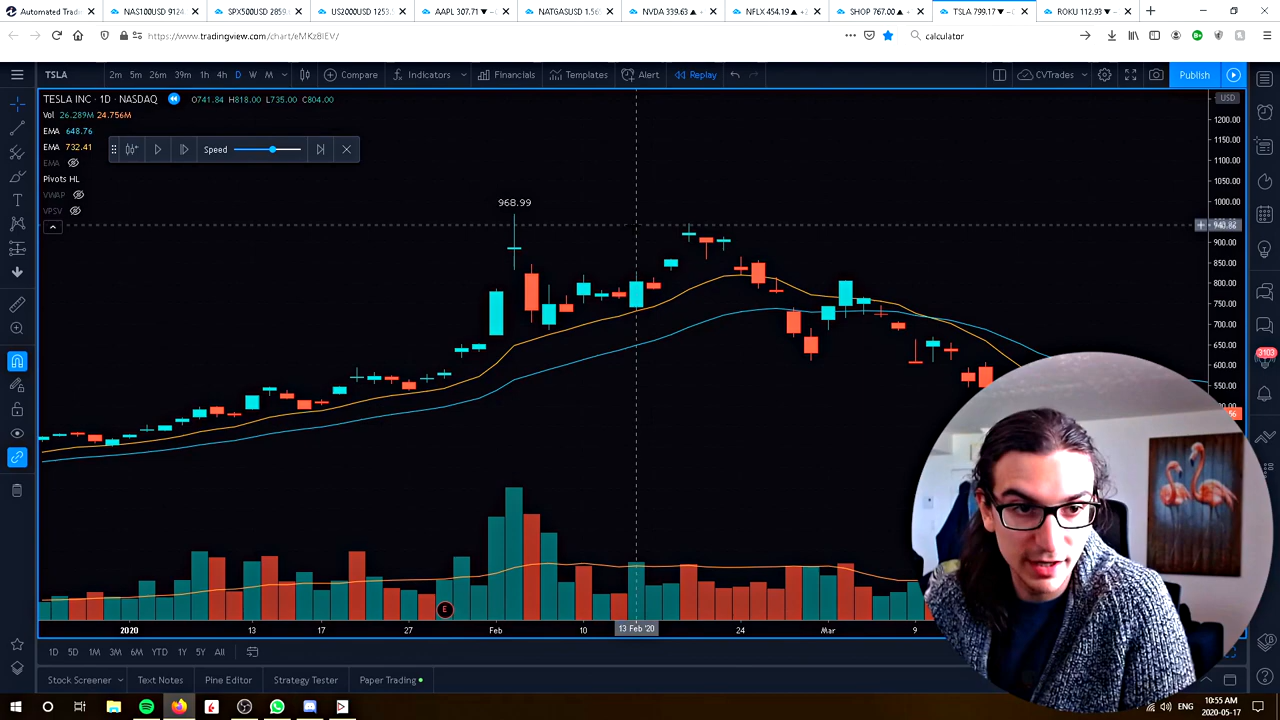 Automated Tradin
NAS100USD 9124
SPX500USD 2859.
US2000USD 1253.
AAPL 307.71 ▼
NATGASUSD 1.56
NVDA 339.63 ▲ +
NFLX 454.19 ▲ +2
SHOP 767.00 ▲
TSLA 799.17 ▼
ROKU 112.93 ▼
https://www.tradingview.com/chart/eMKz8IEV/
calculator
TSLA
2m 5m 26m 39m 1h 4h D W M
Compare
Indicators
Financials
Templates
Alert
Replay
CVTrades
Publish
TESLA INC · 1D · NASDAQ
O741.84 H818.00 L735.00 C804.00
USD
Vol 26.289M 24.756M
EMA 648.76
EMA 732.41
EMA
Pivots HL
VWAP
VPSV
Speed
968.99
1200.00
1150.00
1100.00
1050.00
1000.00
940.66
900.00
850.00
800.00
750.00
700.00
650.00
600.00
550.00
3103
E
2020 13 17 27 Feb 10 13 Feb '20 24 Mar 9
1D 5D 1M 3M 6M YTD 1Y 5Y All
Stock Screener
Text Notes
Pine Editor
Strategy Tester
Paper Trading
ENG
10:55 AM
2020-05-17